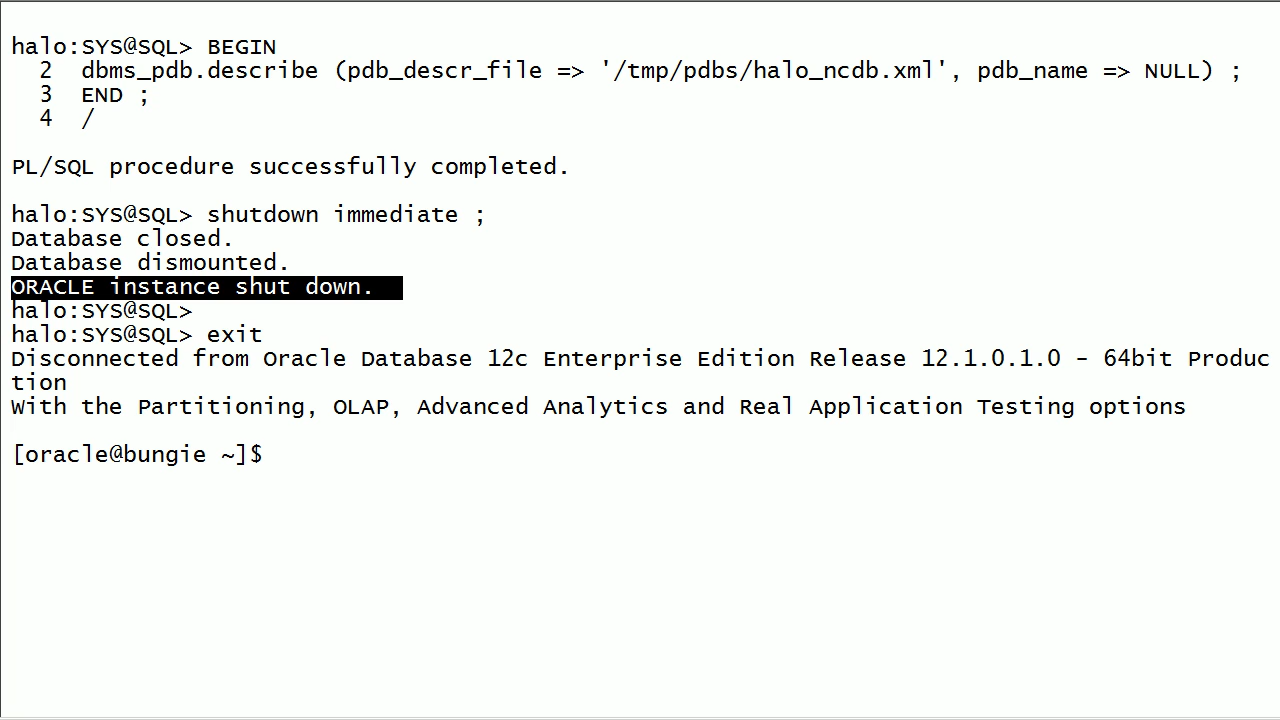 halo:SYS@SQL> BEGIN
  2  dbms_pdb.describe (pdb_descr_file => '/tmp/pdbs/halo_ncdb.xml', pdb_name => NULL) ;
  3  END ;
  4  /
PL/SQL procedure successfully completed.
halo:SYS@SQL> shutdown immediate ;
Database closed.
Database dismounted.
ORACLE instance shut down.
halo:SYS@SQL>
halo:SYS@SQL> exit
Disconnected from Oracle Database 12c Enterprise Edition Release 12.1.0.1.0 - 64bit Produc
tion
With the Partitioning, OLAP, Advanced Analytics and Real Application Testing options
[oracle@bungie ~]$